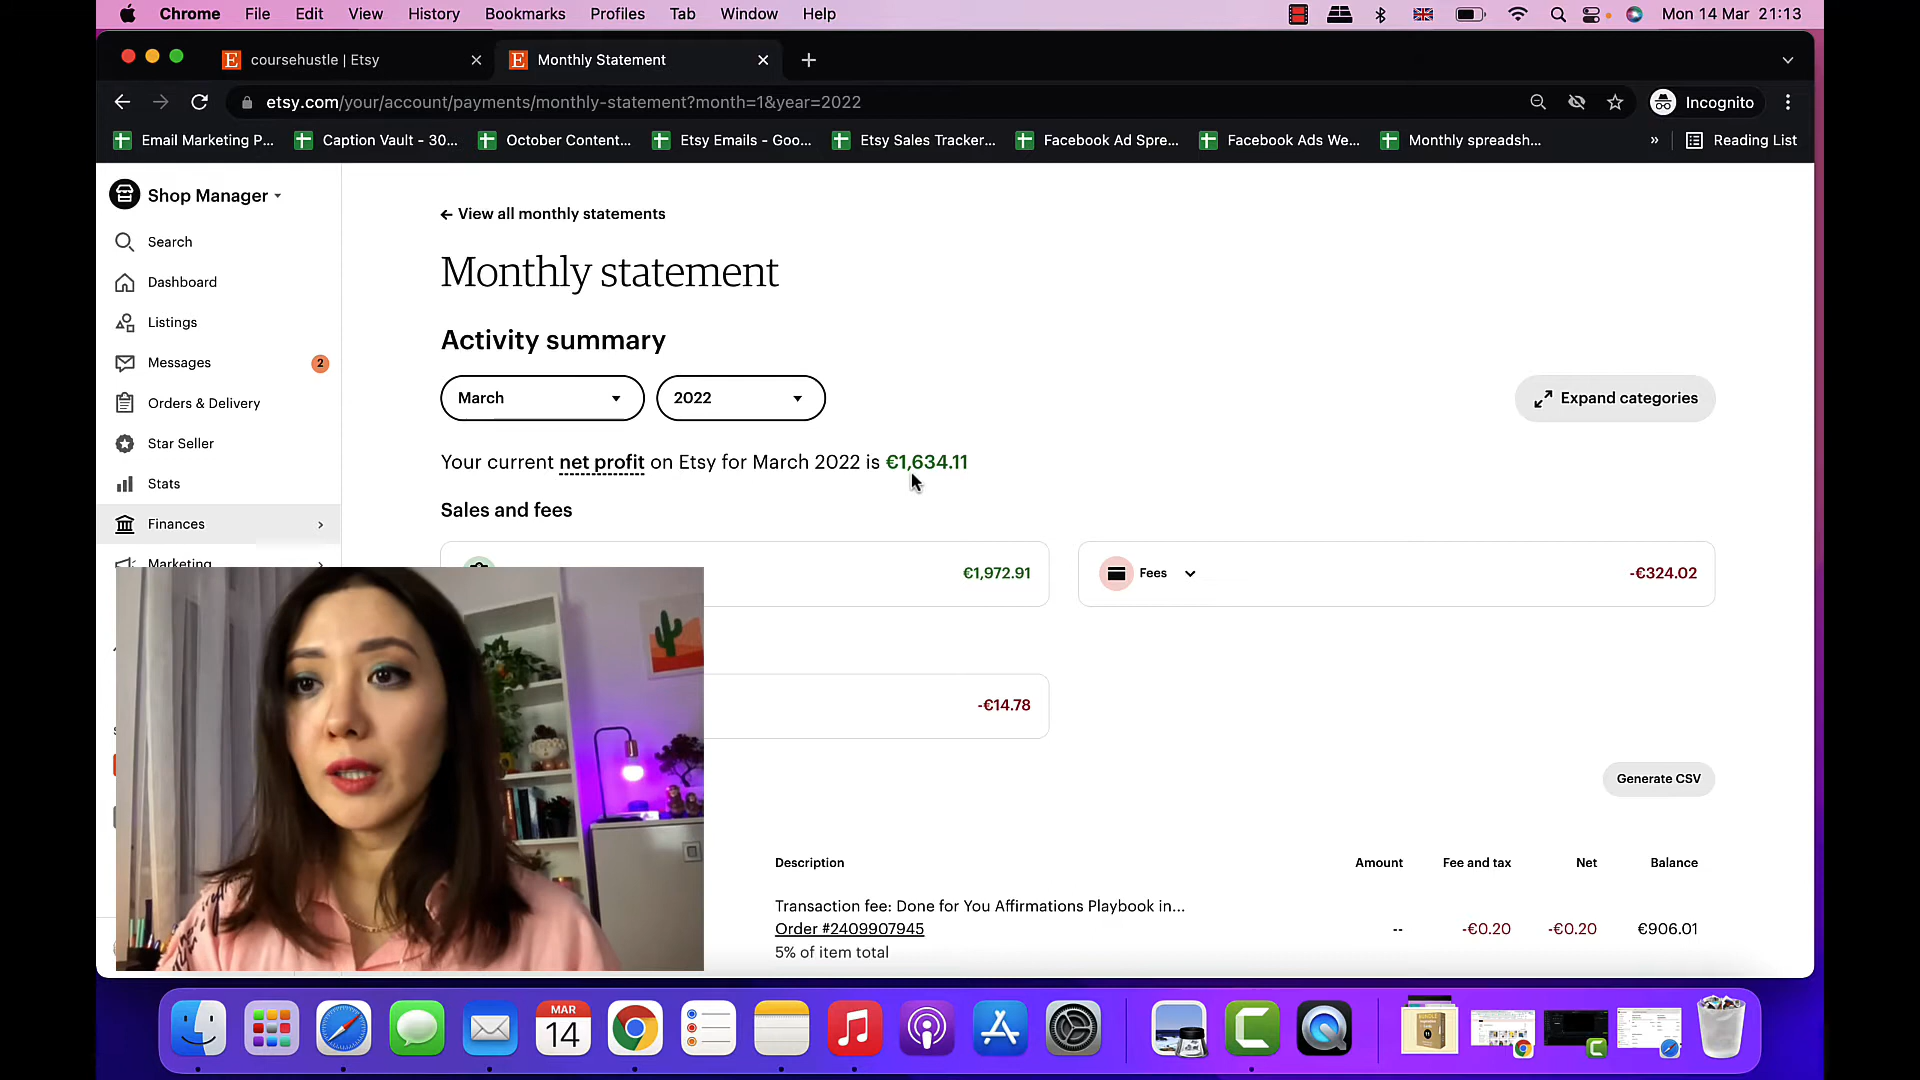 Chrome File Edit View History Bookmarks Profiles Tab Window Help Mon 14 Mar 21:13
coursehustle | Etsy Monthly Statement
etsy.com/your/account/payments/monthly-statement?month=1&year=2022 Incognito
Email Marketing P... Caption Vault - 30... October Content... Etsy Emails - Goo... Etsy Sales Tracker... Facebook Ad Spre... Facebook Ads We... Monthly spreadsh... » Reading List
Shop Manager
Search
Dashboard
Listings
Messages 2
Orders & Delivery
Star Seller
Stats
Finances
Marketing
View all monthly statements
Monthly statement
Activity summary
March 2022 Expand categories
Your current net profit on Etsy for March 2022 is €1,634.11
Sales and fees
€1,972.91 Fees -€324.02
-€14.78
Generate CSV
Description Amount Fee and tax Net Balance
Transaction fee: Done for You Affirmations Playbook in...
Order #2409907945 -- -€0.20 -€0.20 €906.01
5% of item total
MAR
14